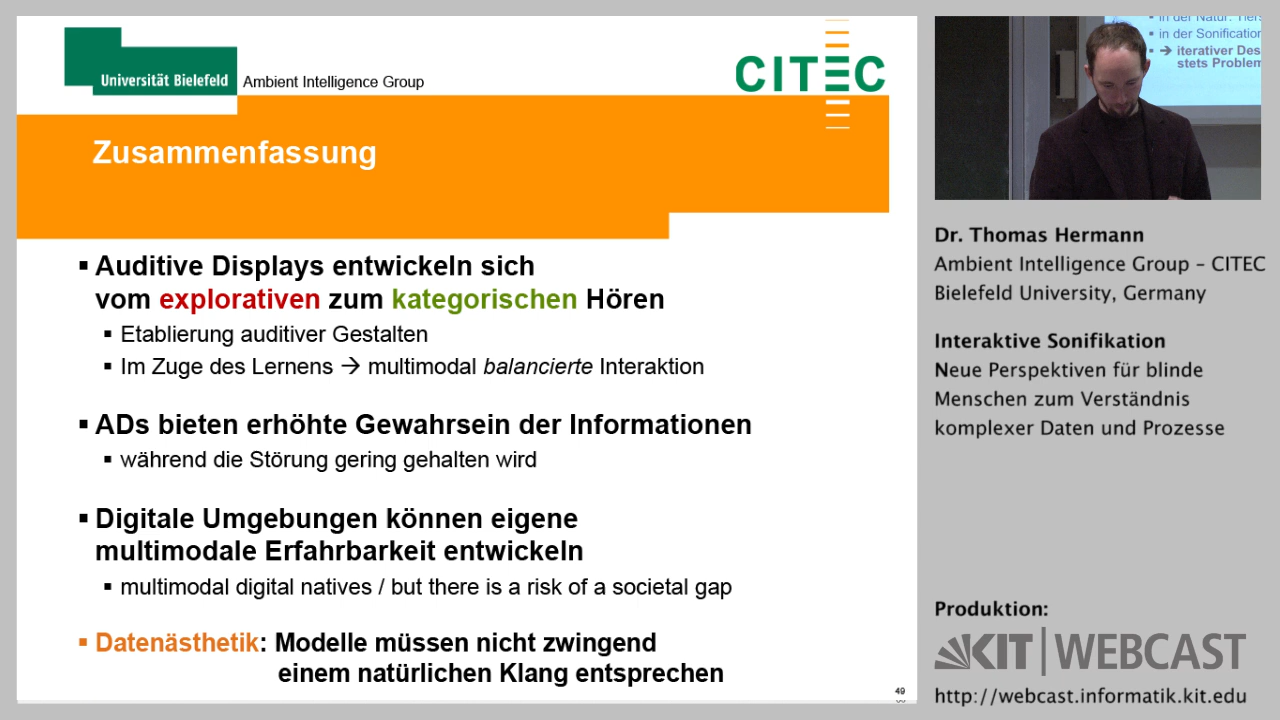 Universität Bielefeld
Ambient Intelligence Group
CITEC
Zusammenfassung
▪ Auditive Displays entwickeln sich
vom explorativen zum kategorischen Hören
▪ Etablierung auditiver Gestalten
▪ Im Zuge des Lernens → multimodal balancierte Interaktion
▪ ADs bieten erhöhte Gewahrsein der Informationen
▪ während die Störung gering gehalten wird
▪ Digitale Umgebungen können eigene
multimodale Erfahrbarkeit entwickeln
▪ multimodal digital natives / but there is a risk of a societal gap
▪ Datenästhetik: Modelle müssen nicht zwingend
einem natürlichen Klang entsprechen
49
in der Natur:
▪ in der Sonification
▪ → iterativer
stets
Dr. Thomas Hermann
Ambient Intelligence Group – CITEC
Bielefeld University, Germany
Interaktive Sonifikation
Neue Perspektiven für blinde
Menschen zum Verständnis
komplexer Daten und Prozesse
Produktion:
KIT WEBCAST
http://webcast.informatik.kit.edu